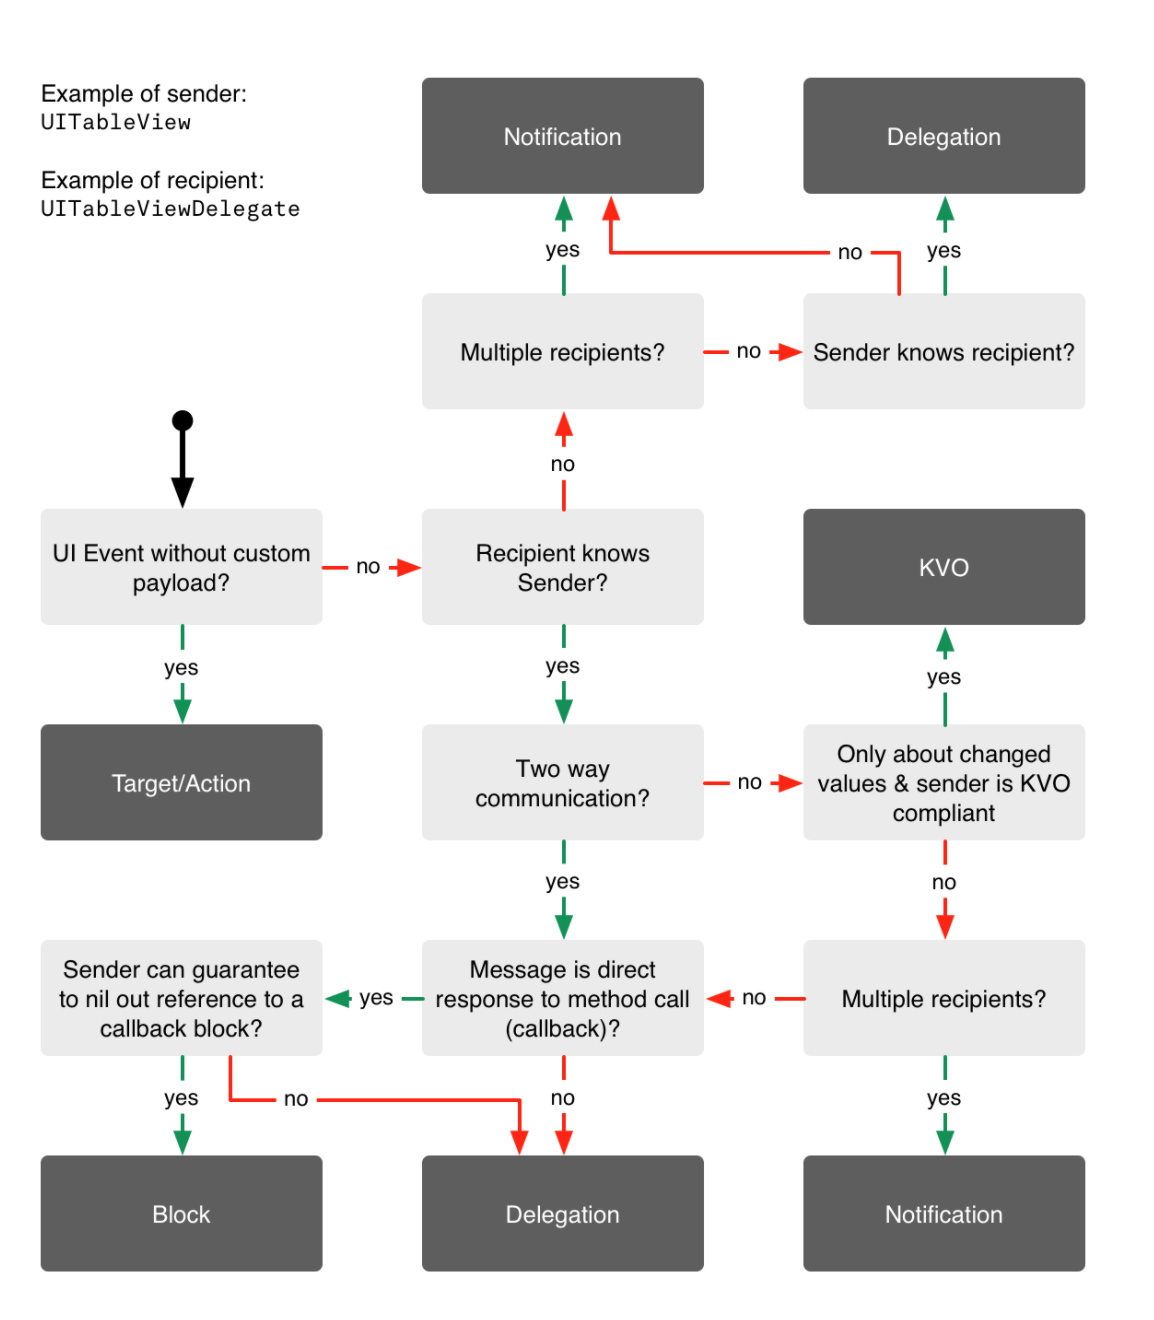 Example of sender:
UITableView
Example of recipient:
UITableViewDelegate
Notification
Delegation
yes
no
yes
Multiple recipients?
no
Sender knows recipient?
no
UI Event without custom
payload?
no
Recipient knows
Sender?
KVO
yes
yes
yes
Target/Action
Two way
communication?
no
Only about changed
values & sender is KVO
compliant
yes
no
Sender can guarantee
to nil out reference to a
callback block?
yes
Message is direct
response to method call
(callback)?
no
Multiple recipients?
yes
no
no
yes
Block
Delegation
Notification